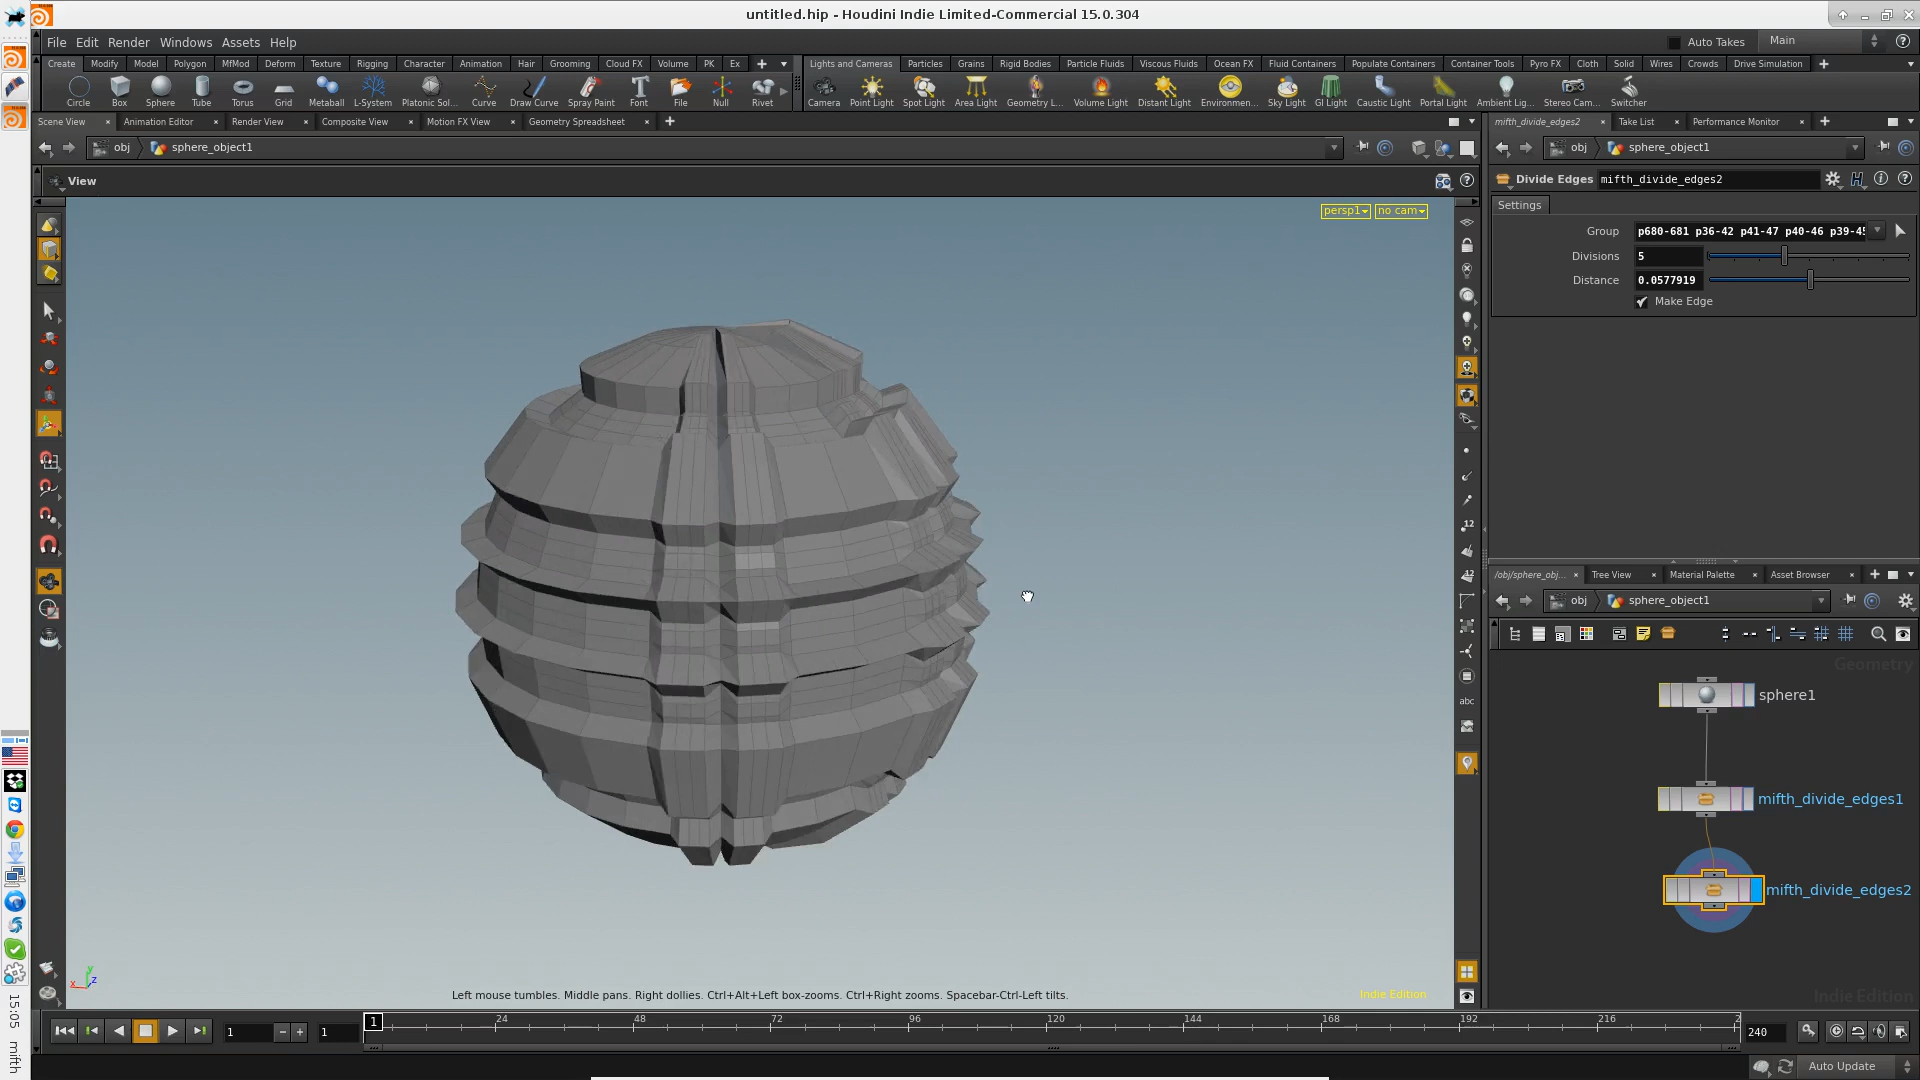 untitled.hip - Houdini Indie Limited-Commercial 15.0.304
File Edit Render Windows Assets Help
Auto Takes Main
Create Modify Model Polygon MfMod Deform Texture Rigging Character Animation Hair Grooming Cloud FX Volume PK Ex
Lights and Cameras Particles Grains Rigid Bodies Particle Fluids Viscous Fluids Ocean FX Fluid Containers Populate Containers Container Tools Pyro FX Cloth Solid Wires Crowds Drive Simulation
Circle Box Sphere Tube Torus Grid Metaball L-System Platonic Sol... Curve Draw Curve Spray Paint Font File Null Rivet
Camera Point Light Spot Light Area Light Geometry L... Volume Light Distant Light Environmen... Sky Light GI Light Caustic Light Portal Light Ambient Lig... Stereo Cam... Switcher
Scene View Animation Editor Render View Composite View Motion FX View Geometry Spreadsheet
mifth_divide_edges2 Take List Performance Monitor
obj sphere_object1
obj sphere_object1
View
Divide Edges mifth_divide_edges2
Settings
persp1 no cam
Group p680-681 p36-42 p41-47 p40-46 p39-45
Divisions 5
Distance 0.0577919
Make Edge
12
12
abc
/obj/sphere_obj... Tree View Material Palette Asset Browser
obj sphere_object1
Geometry
sphere1
mifth_divide_edges1
mifth_divide_edges2
Indie Edition
y
x z
Left mouse tumbles. Middle pans. Right dollies. Ctrl+Alt+Left box-zooms. Ctrl+Right zooms. Spacebar-Ctrl-Left tilts.
Indie Edition
15:05 mifth
1 1 1 24 48 72 96 120 144 168 192 216 2 240
Auto Update